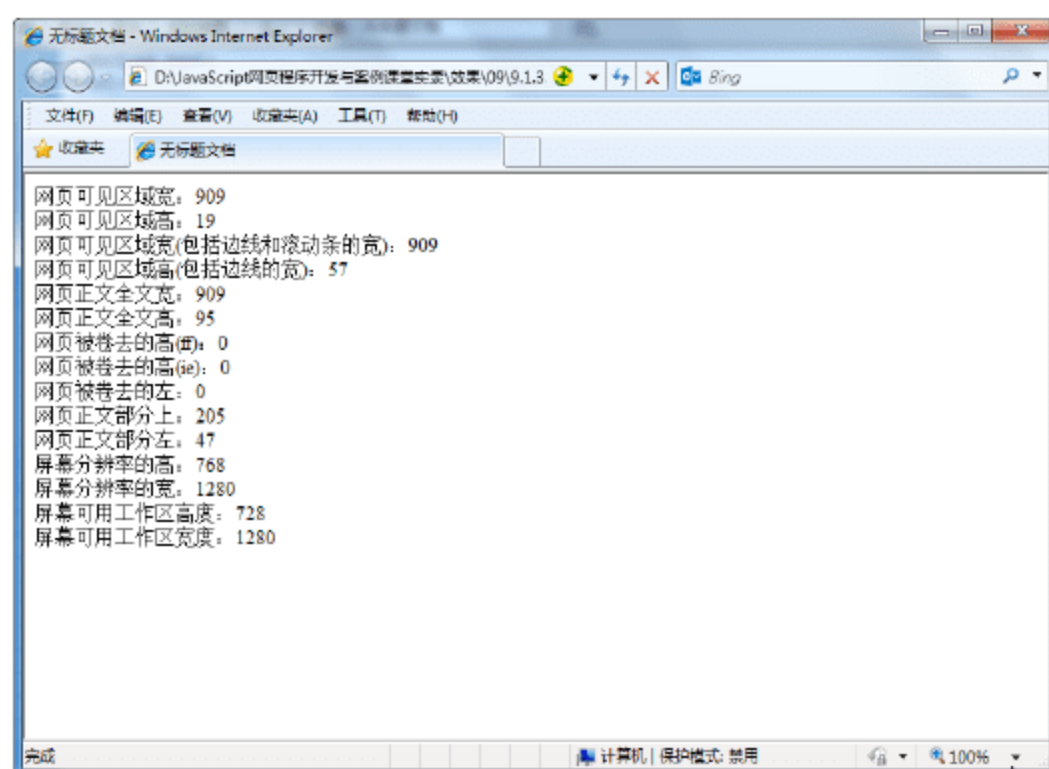 无标题文档 - Windows Internet Explorer
D:\JavaScript网页程序开发与案例课堂实录\效果\09\9.1.3
Bing
文件(F) 编辑(E) 查看(V) 收藏夹(A) 工具(T) 帮助(H)
收藏夹 无标题文档
网页可见区域宽：909
网页可见区域高：19
网页可见区域宽(包括边线和滚动条的宽)：909
网页可见区域高(包括边线的宽)：57
网页正文全文宽：909
网页正文全文高：95
网页被卷去的高(ff)：0
网页被卷去的高(ie)：0
网页被卷去的左：0
网页正文部分上：205
网页正文部分左：47
屏幕分辨率的高：768
屏幕分辨率的宽：1280
屏幕可用工作区高度：728
屏幕可用工作区宽度：1280
完成 计算机 | 保护模式: 禁用 100%